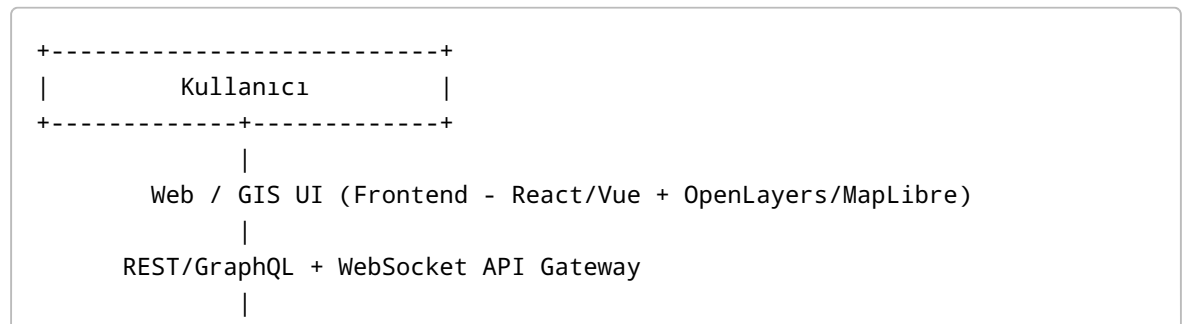 +---------------------------+
|         Kullanıcı         |
+-------------+-------------+
              |
        Web / GIS UI (Frontend - React/Vue + OpenLayers/MapLibre)
              |
      REST/GraphQL + WebSocket API Gateway
              |